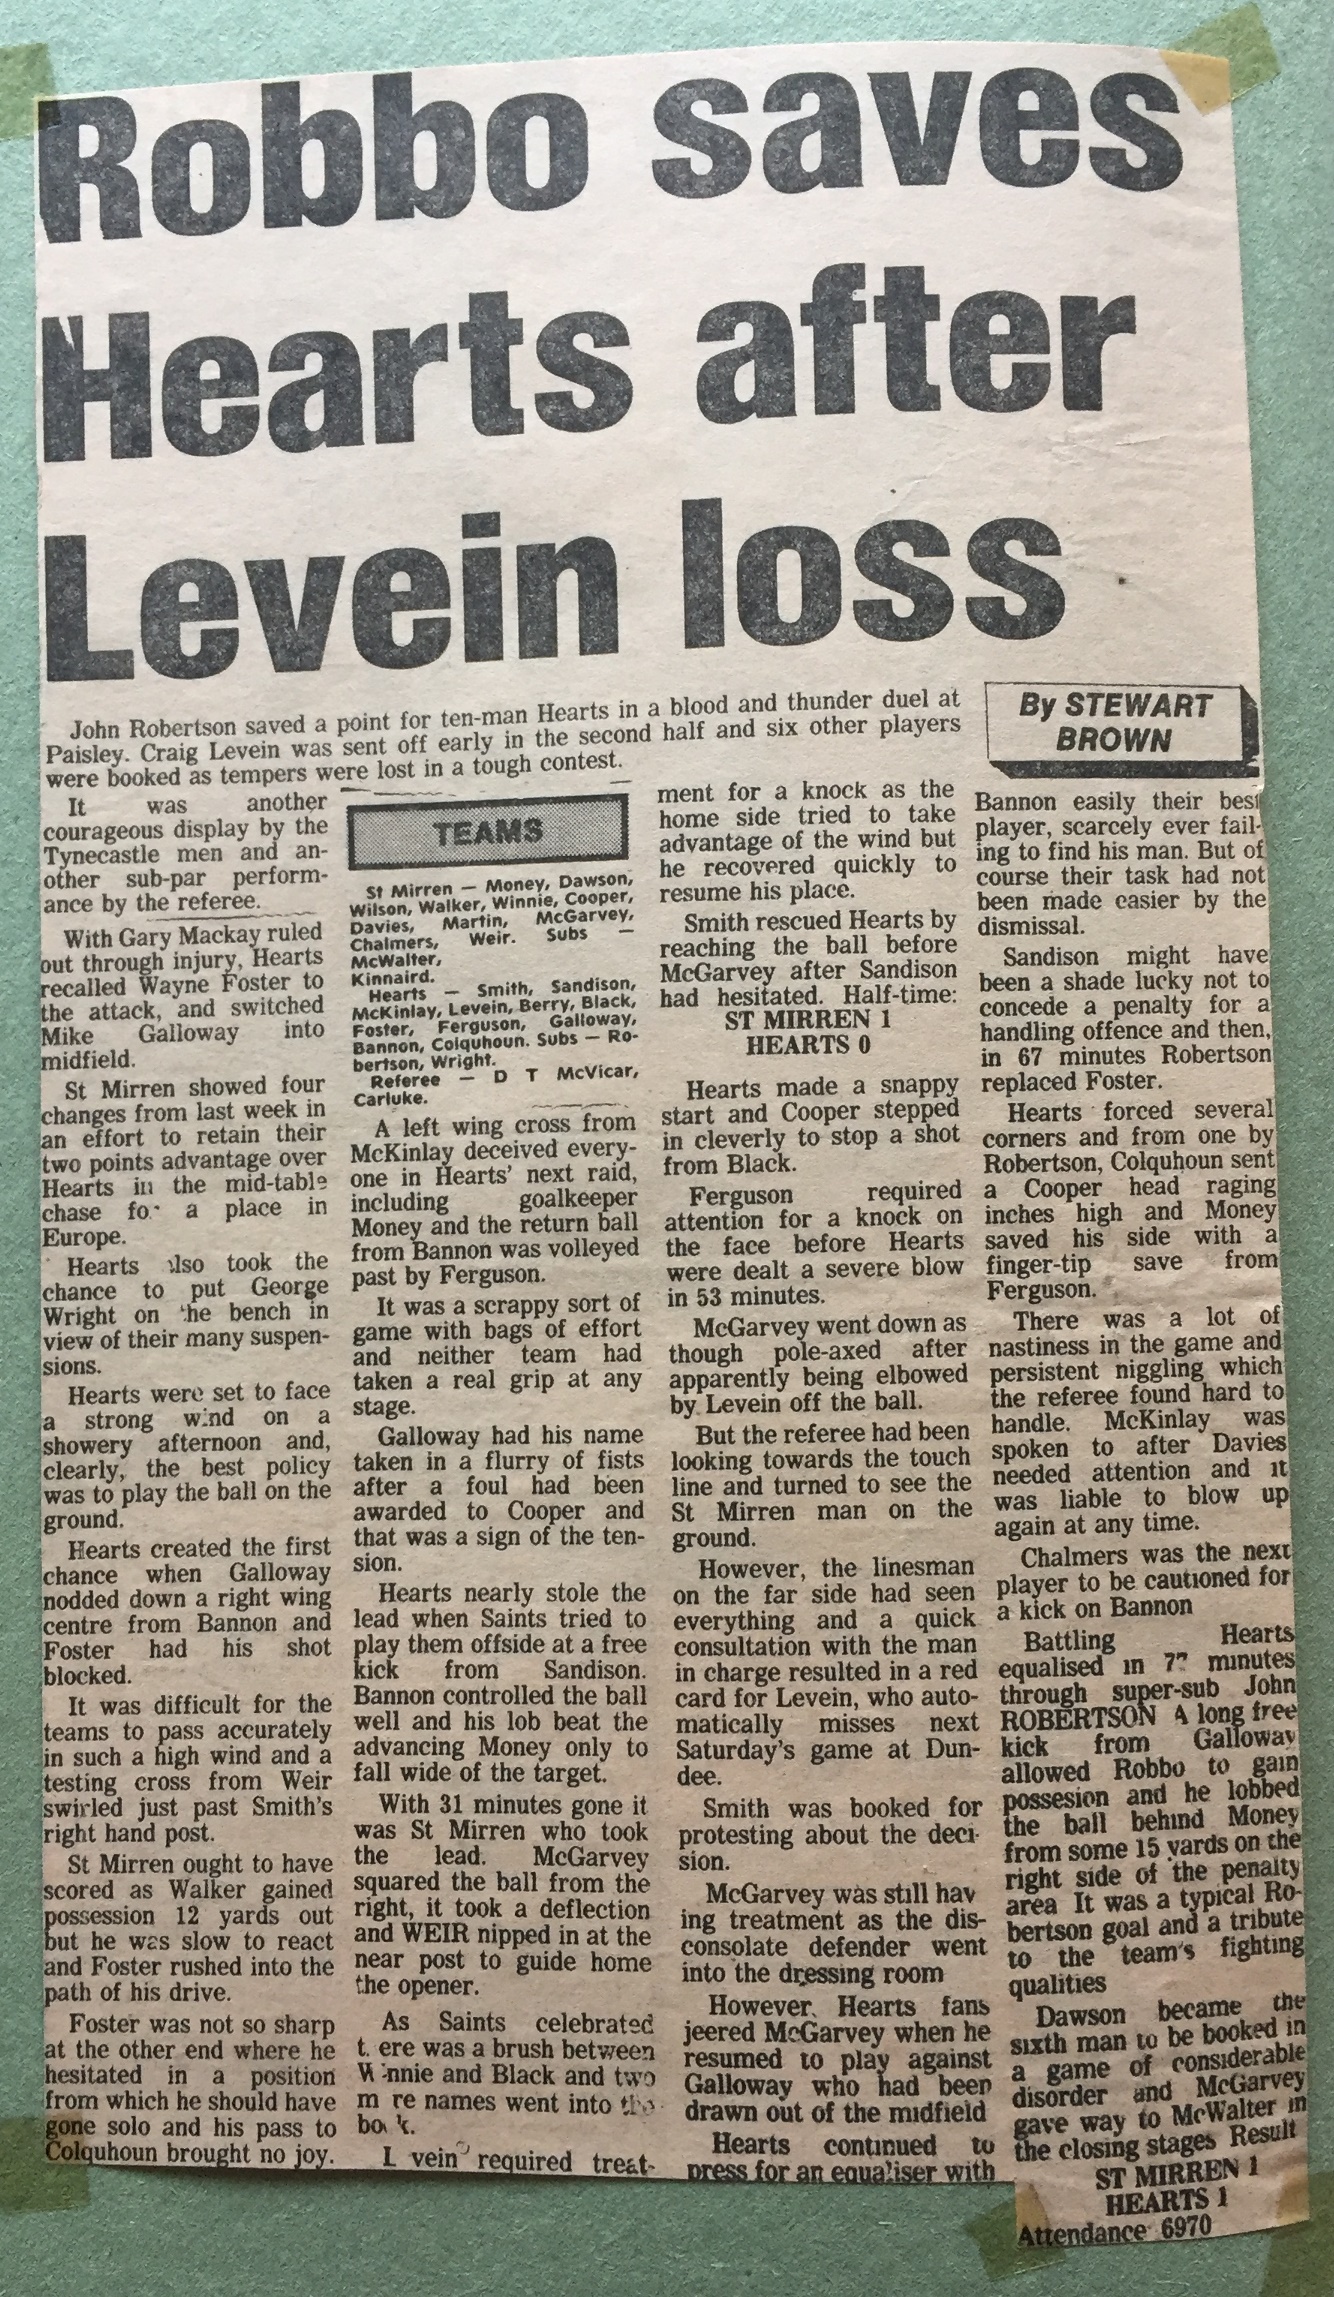 Robbo saves
Hearts after
Levein loss
John Robertson saved a point for ten-man Hearts in a blood and thunder duel at
Paisley. Craig Levein was sent off early in the second half and six other players
were booked as tempers were lost in a tough contest.
By STEWART
BROWN
It was another
courageous display by the
Tynecastle men and an-
other sub-par perform-
ance by the referee.
With Gary Mackay ruled
out through injury, Hearts
recalled Wayne Foster to
the attack, and switched
Mike Galloway into
midfield.
St Mirren showed four
changes from last week in
an effort to retain their
two points advantage over
Hearts in the mid-table
chase for a place in
Europe.
Hearts also took the
chance to put George
Wright on the bench in
view of their many suspen-
sions.
Hearts were set to face
a strong wind on a
showery afternoon and,
clearly, the best policy
was to play the ball on the
ground.
Hearts created the first
chance when Galloway
nodded down a right wing
centre from Bannon and
Foster had his shot
blocked.
It was difficult for the
teams to pass accurately
in such a high wind and a
testing cross from Weir
swirled just past Smith's
right hand post.
St Mirren ought to have
scored as Walker gained
possession 12 yards out
but he was slow to react
and Foster rushed into the
path of his drive.
Foster was not so sharp
at the other end where he
hesitated in a position
from which he should have
gone solo and his pass to
Colquhoun brought no joy.
TEAMS
St Mirren — Money, Dawson,
Wilson, Walker, Winnie, Cooper,
Davies, Martin, McGarvey,
Chalmers, Weir. Subs —
McWalter,
Kinnaird.
Hearts — Smith, Sandison,
McKinlay, Levein, Berry, Black,
Foster, Ferguson, Galloway,
Bannon, Colquhoun. Subs — Ro-
bertson, Wright.
Referee — D T McVicar,
Carluke.
A left wing cross from
McKinlay deceived every-
one in Hearts' next raid,
including goalkeeper
Money and the return ball
from Bannon was volleyed
past by Ferguson.
It was a scrappy sort of
game with bags of effort
and neither team had
taken a real grip at any
stage.
Galloway had his name
taken in a flurry of fists
after a foul had been
awarded to Cooper and
that was a sign of the ten-
sion.
Hearts nearly stole the
lead when Saints tried to
play them offside at a free
kick from Sandison.
Bannon controlled the ball
well and his lob beat the
advancing Money only to
fall wide of the target.
With 31 minutes gone it
was St Mirren who took
the lead. McGarvey
squared the ball from the
right, it took a deflection
and WEIR nipped in at the
near post to guide home
the opener.
As Saints celebrated
there was a brush between
Winnie and Black and two
more names went into the
book.
Levein required treat-
ment for a knock as the
home side tried to take
advantage of the wind but
he recovered quickly to
resume his place.
Smith rescued Hearts by
reaching the ball before
McGarvey after Sandison
had hesitated. Half-time:
ST MIRREN 1
HEARTS 0
Hearts made a snappy
start and Cooper stepped
in cleverly to stop a shot
from Black.
Ferguson required
attention for a knock on
the face before Hearts
were dealt a severe blow
in 53 minutes.
McGarvey went down as
though pole-axed after
apparently being elbowed
by Levein off the ball.
But the referee had been
looking towards the touch
line and turned to see the
St Mirren man on the
ground.
However, the linesman
on the far side had seen
everything and a quick
consultation with the man
in charge resulted in a red
card for Levein, who auto-
matically misses next
Saturday's game at Dun-
dee.
Smith was booked for
protesting about the deci-
sion.
McGarvey was still hav
ing treatment as the dis-
consolate defender went
into the dressing room
However, Hearts fans
jeered McGarvey when he
resumed to play against
Galloway who had been
drawn out of the midfield
Hearts continued to
press for an equaliser with
Bannon easily their best
player, scarcely ever fail-
ing to find his man. But of
course their task had not
been made easier by the
dismissal.
Sandison might have
been a shade lucky not to
concede a penalty for a
handling offence and then,
in 67 minutes Robertson
replaced Foster.
Hearts forced several
corners and from one by
Robertson, Colquhoun sent
a Cooper head raging
inches high and Money
saved his side with a
finger-tip save from
Ferguson.
There was a lot of
nastiness in the game and
persistent niggling which
the referee found hard to
handle. McKinlay was
spoken to after Davies
needed attention and it
was liable to blow up
again at any time.
Chalmers was the next
player to be cautioned for
a kick on Bannon
Battling Hearts
equalised in minutes
through super-sub John
ROBERTSON A long free
kick from Galloway
allowed Robbo to gain
possesion and he lobbed
the ball behind Money
from some 15 yards on the
right side of the penalty
area It was a typical Ro-
bertson goal and a tribute
to the team's fighting
qualities
Dawson became the
sixth man to be booked in
a game of considerable
disorder and McGarvey
gave way to McWalter in
the closing stages Result
ST MIRREN 1
HEARTS 1
Attendance 6970